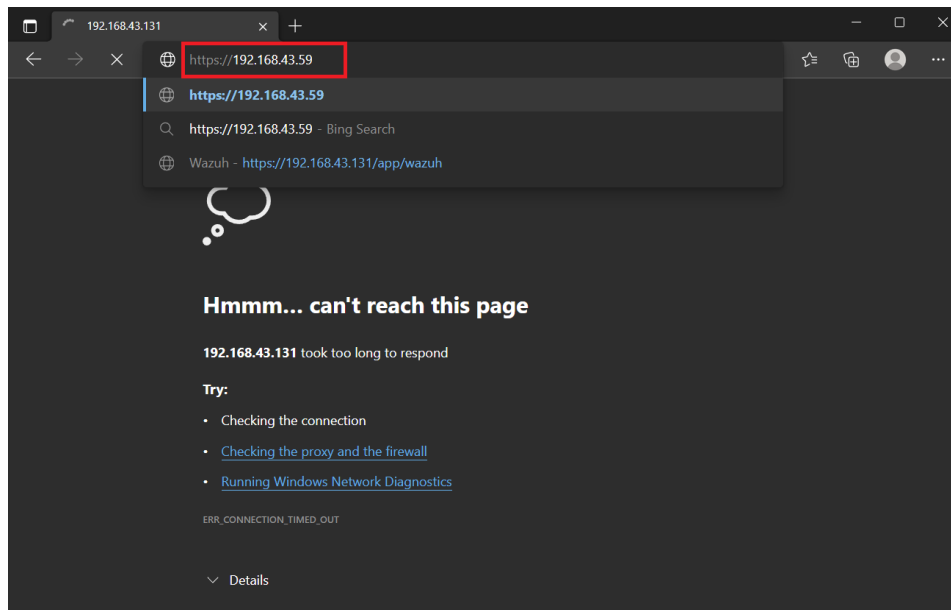 192.168.43.131
https://192.168.43.59
https://192.168.43.59
https://192.168.43.59 - Bing Search
Wazuh - https://192.168.43.131/app/wazuh
Hmmm... can't reach this page
192.168.43.131 took too long to respond
Try:
• Checking the connection
• Checking the proxy and the firewall
• Running Windows Network Diagnostics
ERR_CONNECTION_TIMED_OUT
Details